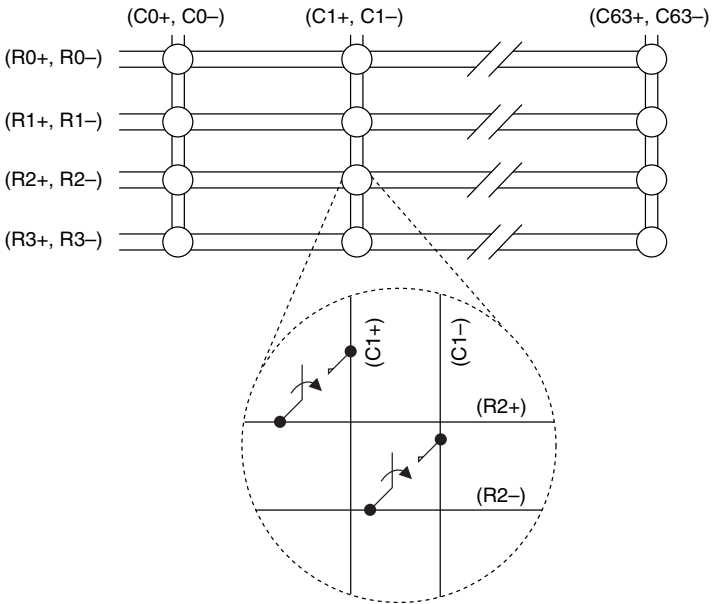 (C0+, C0–) (C1+, C1–) (C63+, C63–)
(R0+, R0–)
(R1+, R1–)
(R2+, R2–)
(R3+, R3–)
(C1+)
(C1–)
(R2+)
(R2–)